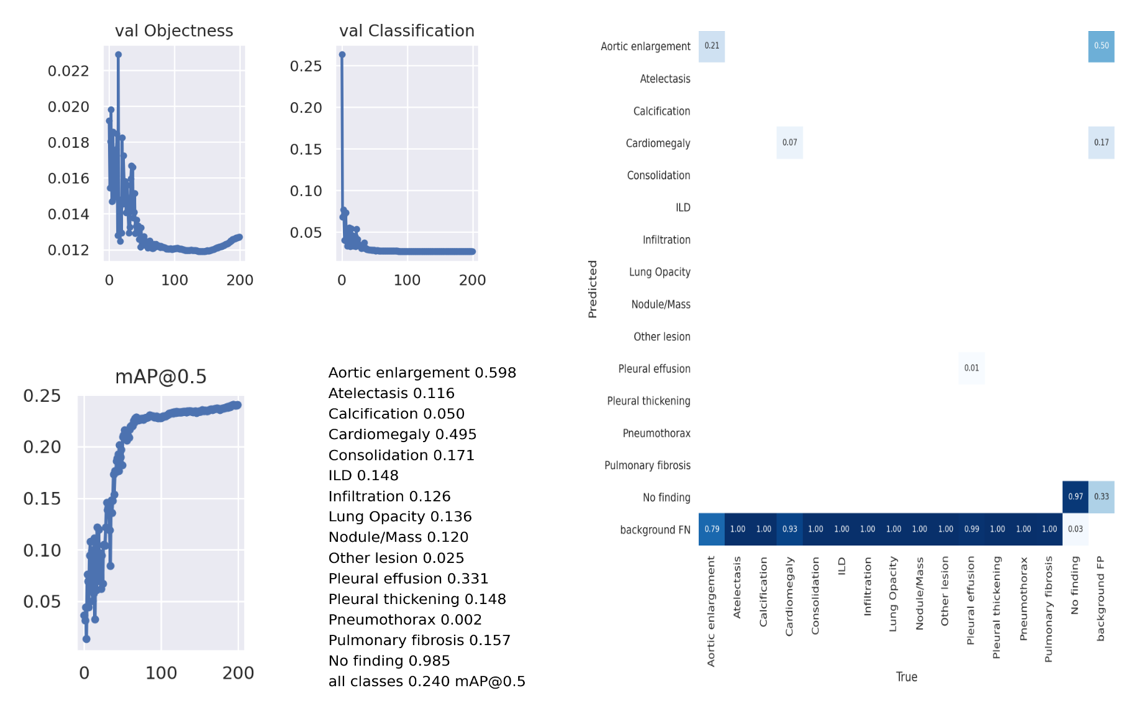 val Objectness
0.022
0.020
0.018
0.016
0.014
0.012
0 100 200
val Classification
0.25
0.20
0.15
0.10
0.05
0 100 200
mAP@0.5
0.25
0.20
0.15
0.10
0.05
0 100 200
Aortic enlargement 0.598
Atelectasis 0.116
Calcification 0.050
Cardiomegaly 0.495
Consolidation 0.171
ILD 0.148
Infiltration 0.126
Lung Opacity 0.136
Nodule/Mass 0.120
Other lesion 0.025
Pleural effusion 0.331
Pleural thickening 0.148
Pneumothorax 0.002
Pulmonary fibrosis 0.157
No finding 0.985
all classes 0.240 mAP@0.5
Predicted
Aortic enlargement 0.21 0.50
Atelectasis
Calcification
Cardiomegaly 0.07 0.17
Consolidation
ILD
Infiltration
Lung Opacity
Nodule/Mass
Other lesion
Pleural effusion 0.01
Pleural thickening
Pneumothorax
Pulmonary fibrosis
No finding 0.97 0.33
background FN 0.79 1.00 1.00 0.93 1.00 1.00 1.00 1.00 1.00 1.00 0.99 1.00 1.00 1.00 0.03
Aortic enlargement
Atelectasis
Calcification
Cardiomegaly
Consolidation
ILD
Infiltration
Lung Opacity
Nodule/Mass
Other lesion
Pleural effusion
Pleural thickening
Pneumothorax
Pulmonary fibrosis
No finding
background FP
True